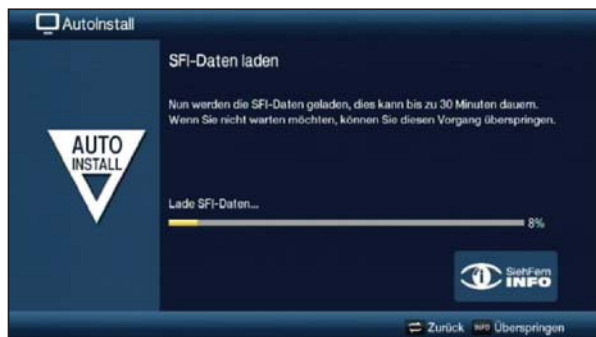 AutoInstall
SFI-Daten laden
Nun werden die SFI-Daten geladen, dies kann bis zu 30 Minuten dauern.
Wenn Sie nicht warten möchten, können Sie diesen Vorgang überspringen.
AUTO
INSTALL
Lade SFI-Daten...
8%
SiehFern
INFO
Zurück INFO Überspringen